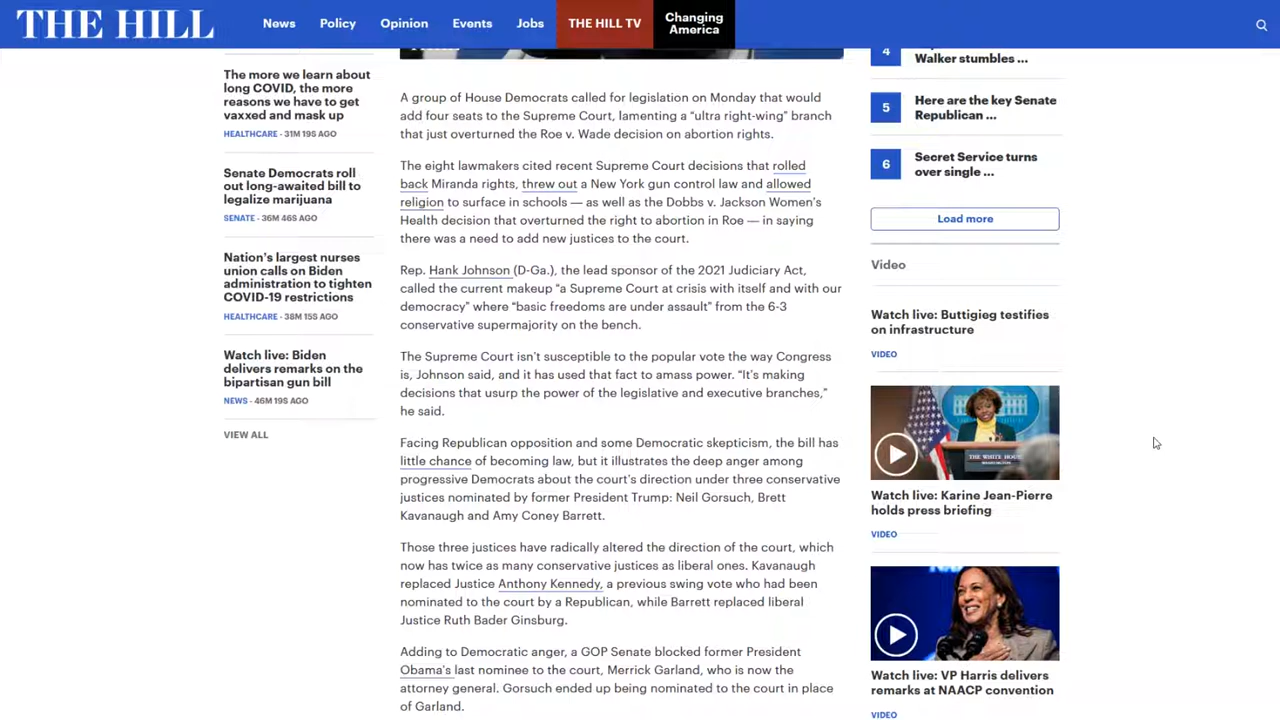 THE HILL
News
Policy
Opinion
Events
Jobs
THE HILL TV
Changing
America
The more we learn about
long COVID, the more
reasons we have to get
vaxxed and mask up
HEALTHCARE - 31M 19S AGO
Senate Democrats roll
out long-awaited bill to
legalize marijuana
SENATE - 36M 46S AGO
Nation's largest nurses
union calls on Biden
administration to tighten
COVID-19 restrictions
HEALTHCARE - 38M 15S AGO
Watch live: Biden
delivers remarks on the
bipartisan gun bill
NEWS - 46M 19S AGO
VIEW ALL
A group of House Democrats called for legislation on Monday that would
add four seats to the Supreme Court, lamenting a “ultra right-wing” branch
that just overturned the Roe v. Wade decision on abortion rights.
The eight lawmakers cited recent Supreme Court decisions that rolled
back Miranda rights, threw out a New York gun control law and allowed
religion to surface in schools — as well as the Dobbs v. Jackson Women’s
Health decision that overturned the right to abortion in Roe — in saying
there was a need to add new justices to the court.
Rep. Hank Johnson (D-Ga.), the lead sponsor of the 2021 Judiciary Act,
called the current makeup “a Supreme Court at crisis with itself and with our
democracy” where “basic freedoms are under assault” from the 6-3
conservative supermajority on the bench.
The Supreme Court isn’t susceptible to the popular vote the way Congress
is, Johnson said, and it has used that fact to amass power. “It’s making
decisions that usurp the power of the legislative and executive branches,”
he said.
Facing Republican opposition and some Democratic skepticism, the bill has
little chance of becoming law, but it illustrates the deep anger among
progressive Democrats about the court’s direction under three conservative
justices nominated by former President Trump: Neil Gorsuch, Brett
Kavanaugh and Amy Coney Barrett.
Those three justices have radically altered the direction of the court, which
now has twice as many conservative justices as liberal ones. Kavanaugh
replaced Justice Anthony Kennedy, a previous swing vote who had been
nominated to the court by a Republican, while Barrett replaced liberal
Justice Ruth Bader Ginsburg.
Adding to Democratic anger, a GOP Senate blocked former President
Obama’s last nominee to the court, Merrick Garland, who is now the
attorney general. Gorsuch ended up being nominated to the court in place
of Garland.
4
Walker stumbles ...
5
Here are the key Senate
Republican ...
6
Secret Service turns
over single ...
Load more
Video
Watch live: Buttigieg testifies
on infrastructure
VIDEO
THE WHITE HOUSE
Watch live: Karine Jean-Pierre
holds press briefing
VIDEO
Watch live: VP Harris delivers
remarks at NAACP convention
VIDEO